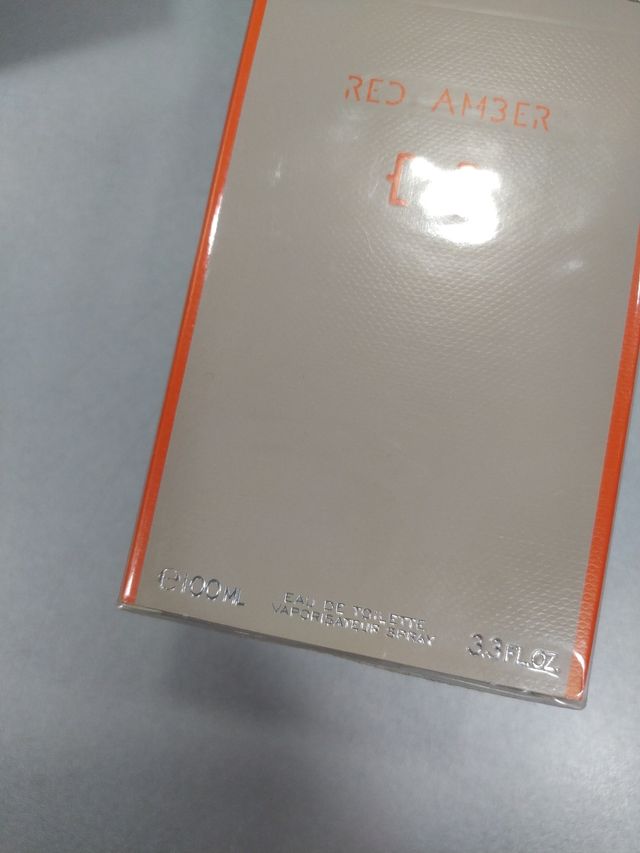 RED AMBER
℮100ML
EAU DE TOILETTE
VAPORISATEUR SPRAY
3.3 FL.OZ.